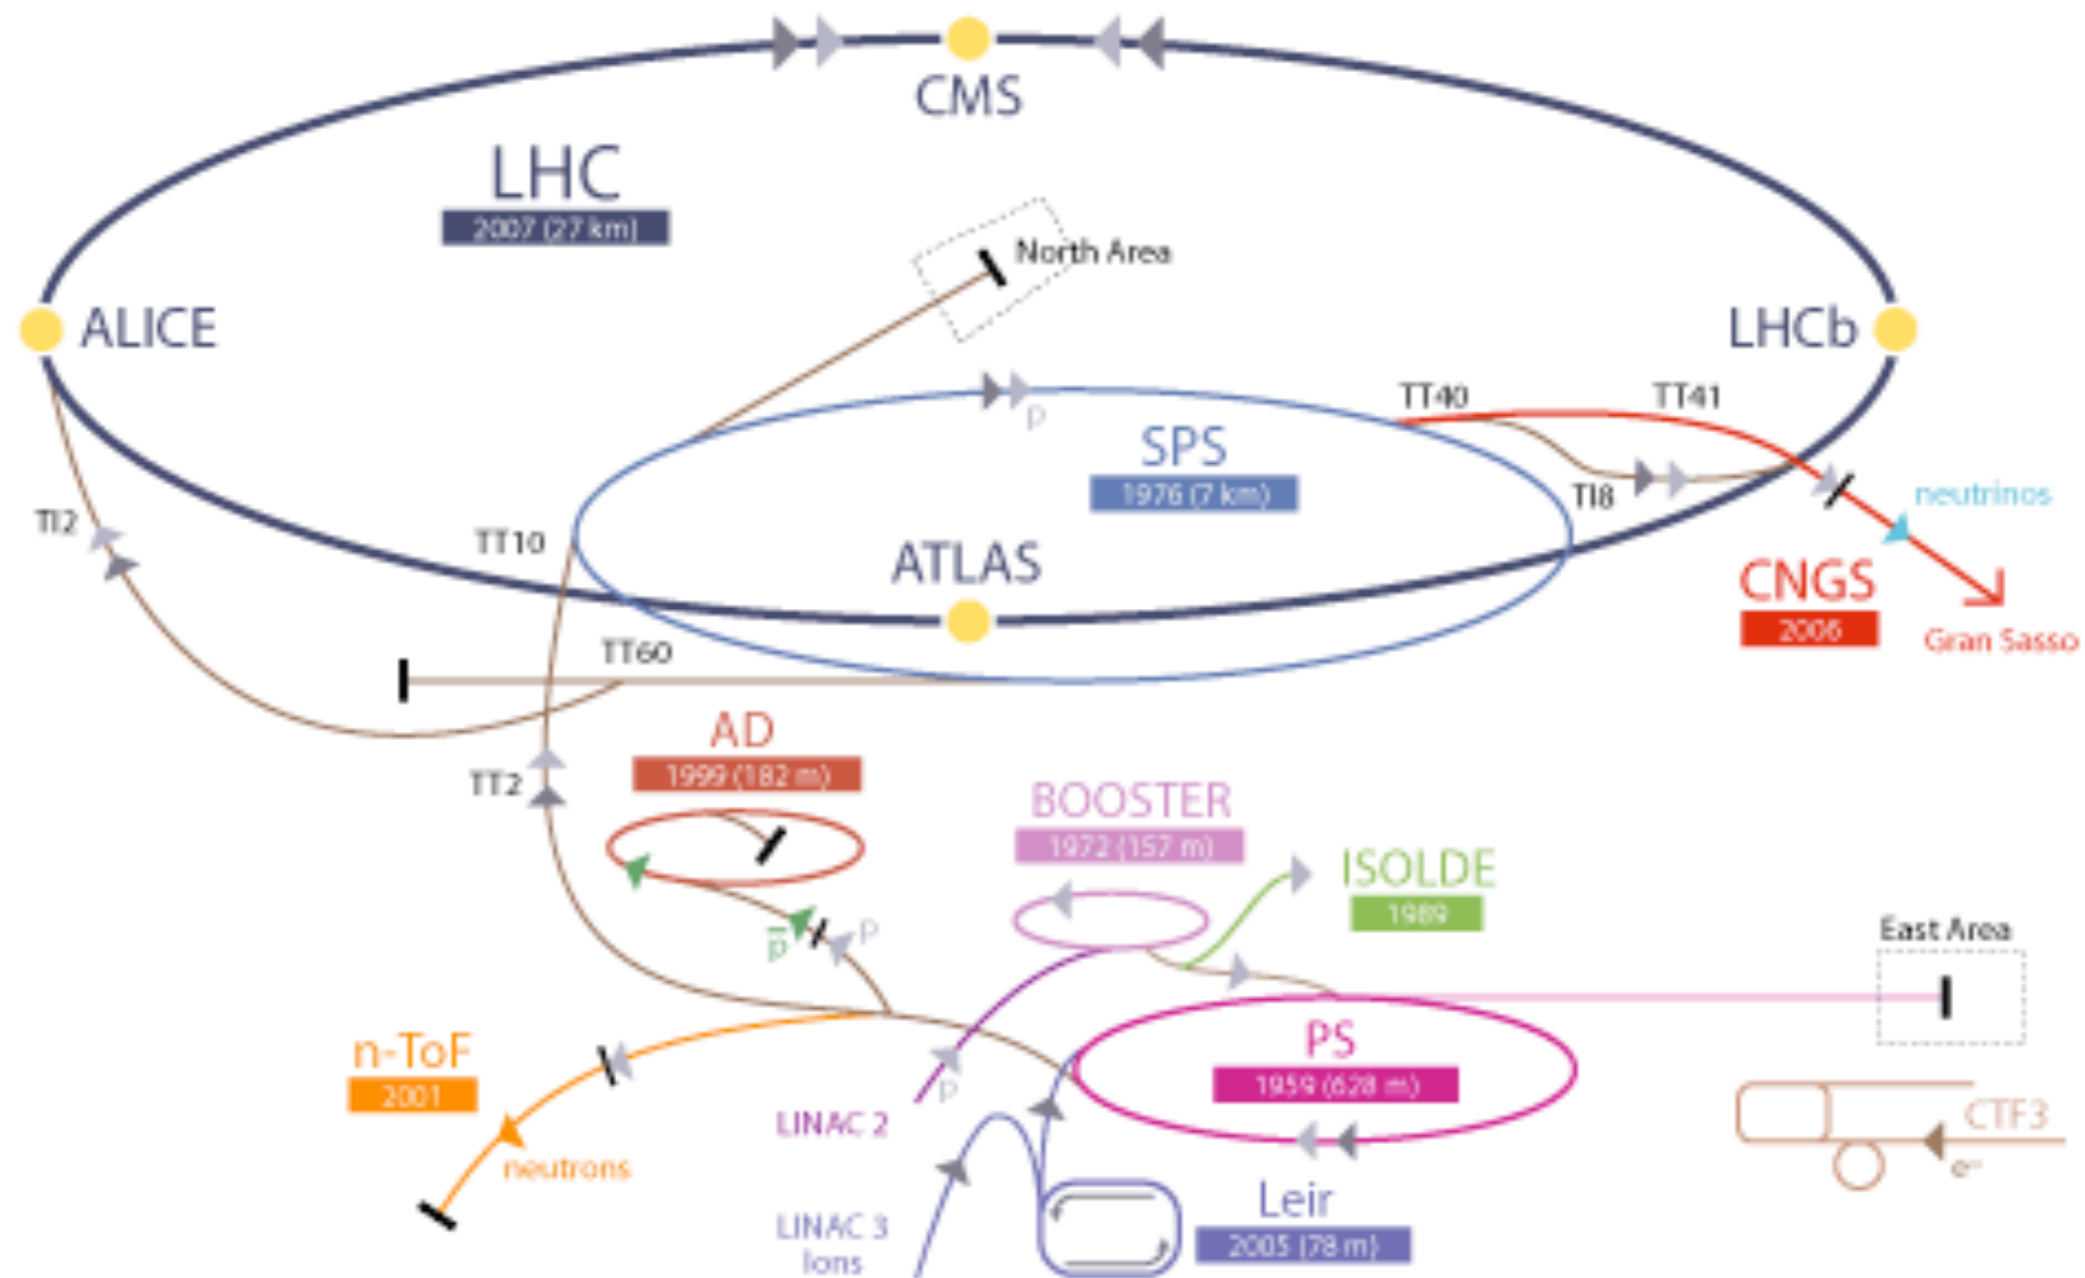 CMS
LHC
2007 (27 km)
North Area
ALICE
LHCb
p
TT40
TT41
SPS
1976 (7 km)
TI8
neutrinos
TI2
TT10
ATLAS
CNGS
2006
Gran Sasso
TT60
AD
1999 (182 m)
TT2
BOOSTER
1972 (157 m)
ISOLDE
1989
East Area
p
p̅
n-ToF
2001
PS
1959 (628 m)
p
LINAC 2
CTF3
e⁻
neutrons
Leir
2005 (78 m)
LINAC 3
Ions